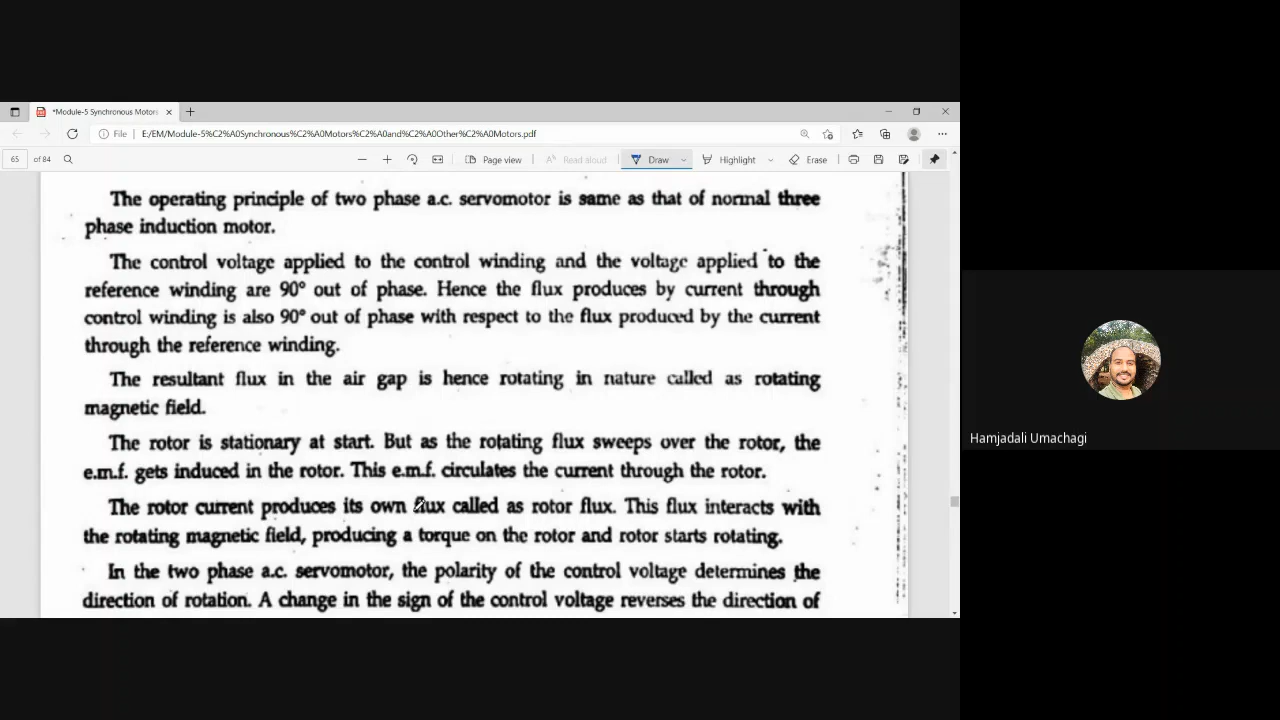 *Module-5 Synchronous Motors
File E:/EM/Module-5%C2%A0Synchronous%C2%A0Motors%C2%A0and%C2%A0Other%C2%A0Motors.pdf
65 of 84 Page view Read aloud Draw Highlight Erase
The operating principle of two phase a.c. servomotor is same as that of normal three
phase induction motor.
The control voltage applied to the control winding and the voltage applied to the
reference winding are 90° out of phase. Hence the flux produces by current through
control winding is also 90° out of phase with respect to the flux produced by the current
through the reference winding.
The resultant flux in the air gap is hence rotating in nature called as rotating
magnetic field.
The rotor is stationary at start. But as the rotating flux sweeps over the rotor, the
e.m.f. gets induced in the rotor. This e.m.f. circulates the current through the rotor.
The rotor current produces its own flux called as rotor flux. This flux interacts with
the rotating magnetic field, producing a torque on the rotor and rotor starts rotating.
In the two phase a.c. servomotor, the polarity of the control voltage determines the
direction of rotation. A change in the sign of the control voltage reverses the direction of
Hamjadali Umachagi